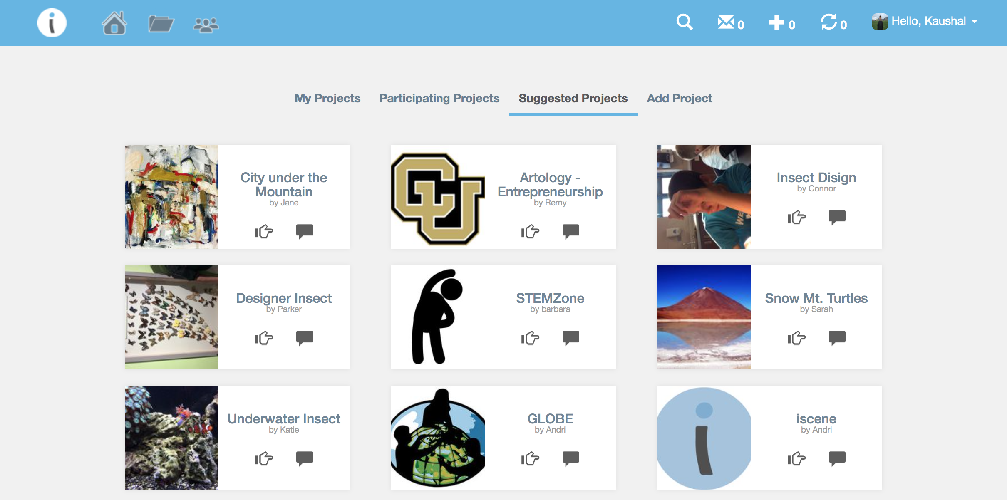 i
0
0
0
Hello, Kaushal
My Projects
Participating Projects
Suggested Projects
Add Project
City under the
Mountain
by Jane
CU
Artology -
Entrepreneurship
by Remy
Insect Disign
by Connor
Designer Insect
by Parker
STEMZone
by barbara
Snow Mt. Turtles
by Sarah
Underwater Insect
by Katie
GLOBE
by Andri
i
iscene
by Andri